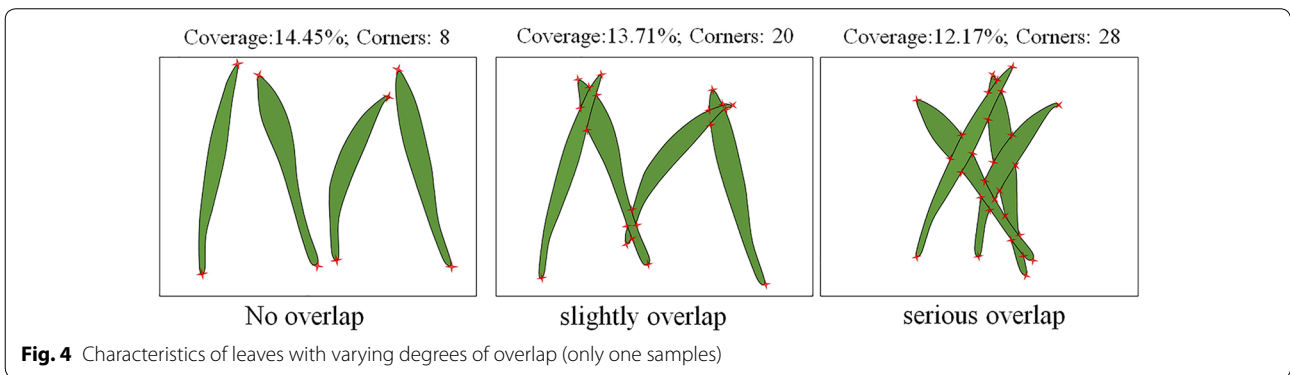 Coverage:14.45%; Corners: 8
Coverage:13.71%; Corners: 20
Coverage:12.17%; Corners: 28
No overlap
slightly overlap
serious overlap
Fig. 4 Characteristics of leaves with varying degrees of overlap (only one samples)